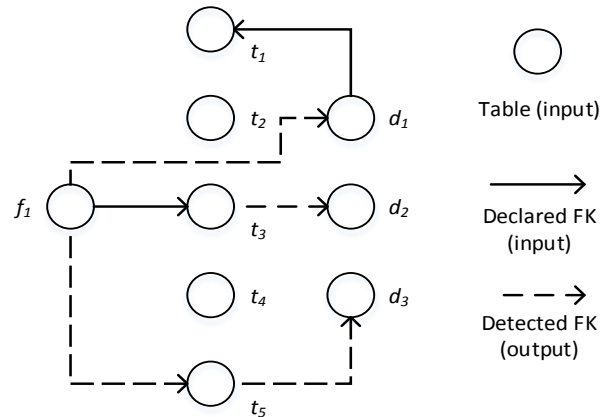 t1
t2
d1
f1
t3
d2
t4
d3
t5
Table (input)
Declared FK
(input)
Detected FK
(output)